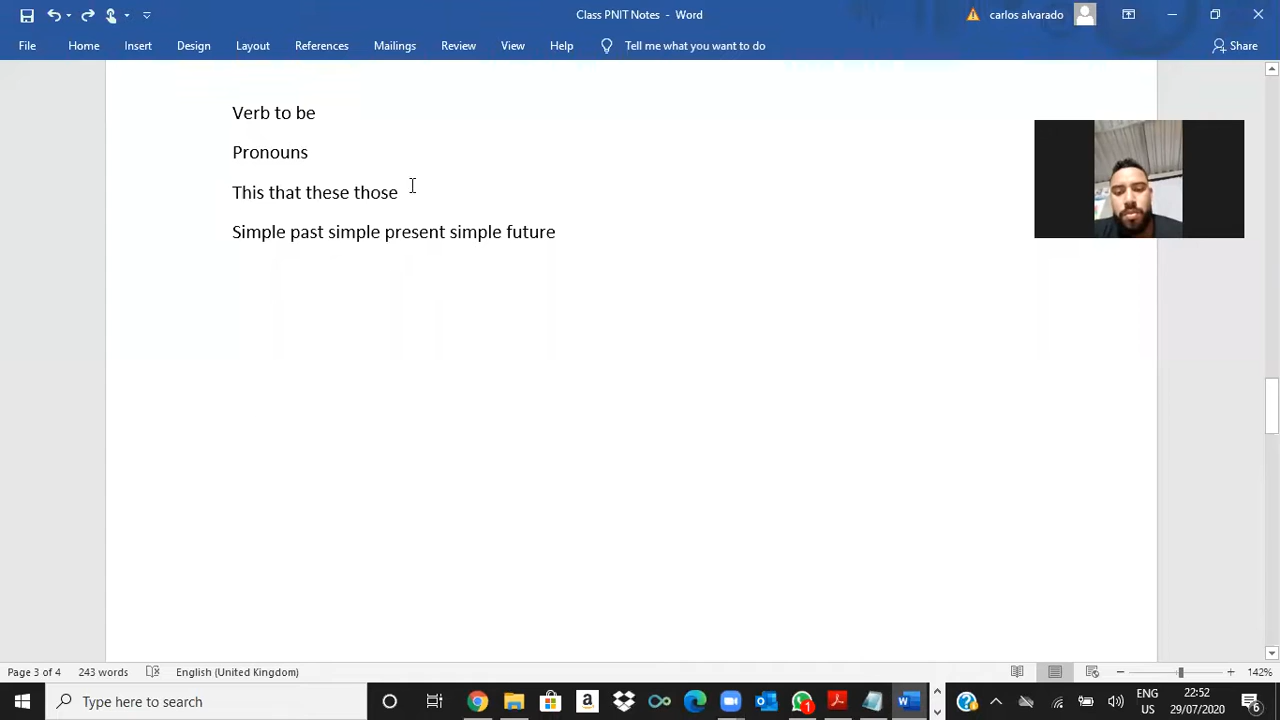 Class PNIT Notes - Word
carlos alvarado
File Home Insert Design Layout References Mailings Review View Help Tell me what you want to do Share
Verb to be
Pronouns
This that these those
Simple past simple present simple future
Page 3 of 4 243 words English (United Kingdom) 142%
Type here to search
1
ENG
US
22:52
29/07/2020
6